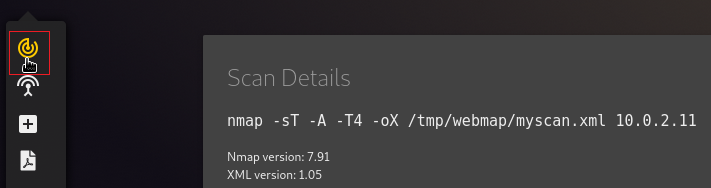 Scan Details
nmap -sT -A -T4 -oX /tmp/webmap/myscan.xml 10.0.2.11
Nmap version: 7.91
XML version: 1.05